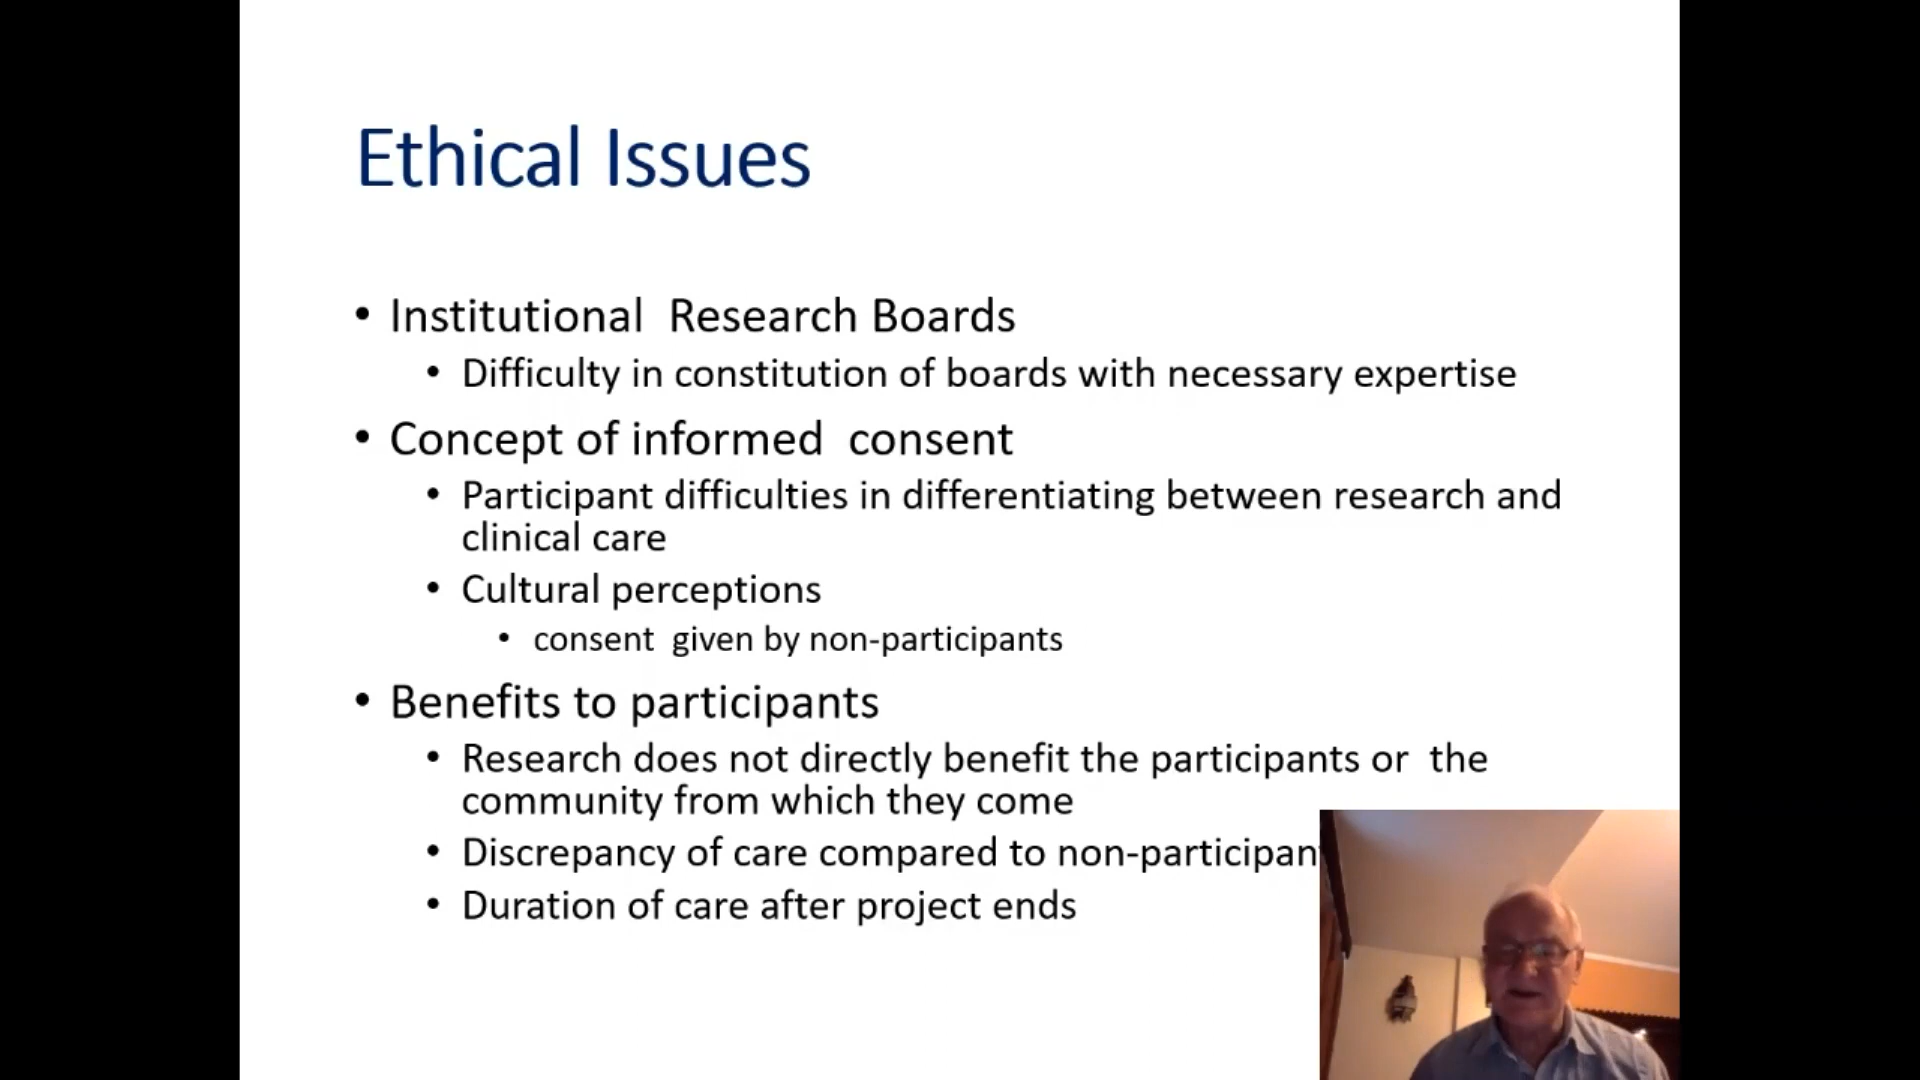 Ethical Issues
• Institutional  Research Boards
• Difficulty in constitution of boards with necessary expertise
• Concept of informed  consent
• Participant difficulties in differentiating between research and
clinical care
• Cultural perceptions
• consent  given by non-participants
• Benefits to participants
• Research does not directly benefit the participants or  the
community from which they come
• Discrepancy of care compared to
• Duration of care after project ends